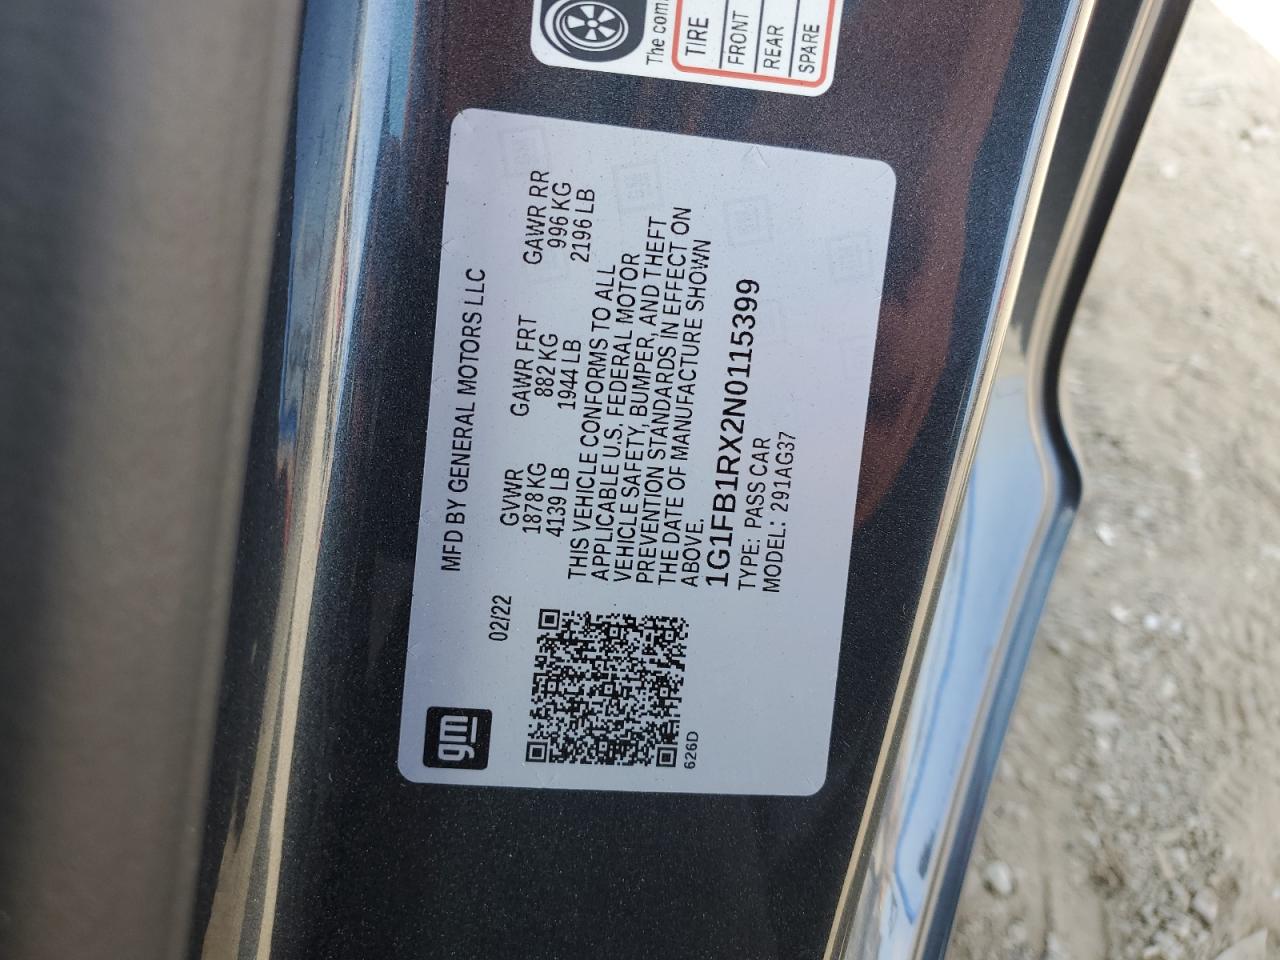 gm
MFD BY GENERAL MOTORS LLC
02/22
GVWR GAWR FRT GAWR RR
1878 KG 882 KG 996 KG
4139 LB 1944 LB 2196 LB
THIS VEHICLE CONFORMS TO ALL
APPLICABLE U.S. FEDERAL MOTOR
VEHICLE SAFETY, BUMPER, AND THEFT
PREVENTION STANDARDS IN EFFECT ON
THE DATE OF MANUFACTURE SHOWN
ABOVE.
1G1FB1RX2N0115399
TYPE: PASS CAR
MODEL: 291AG37
626D
The
TIRE
FRONT
REAR
SPARE